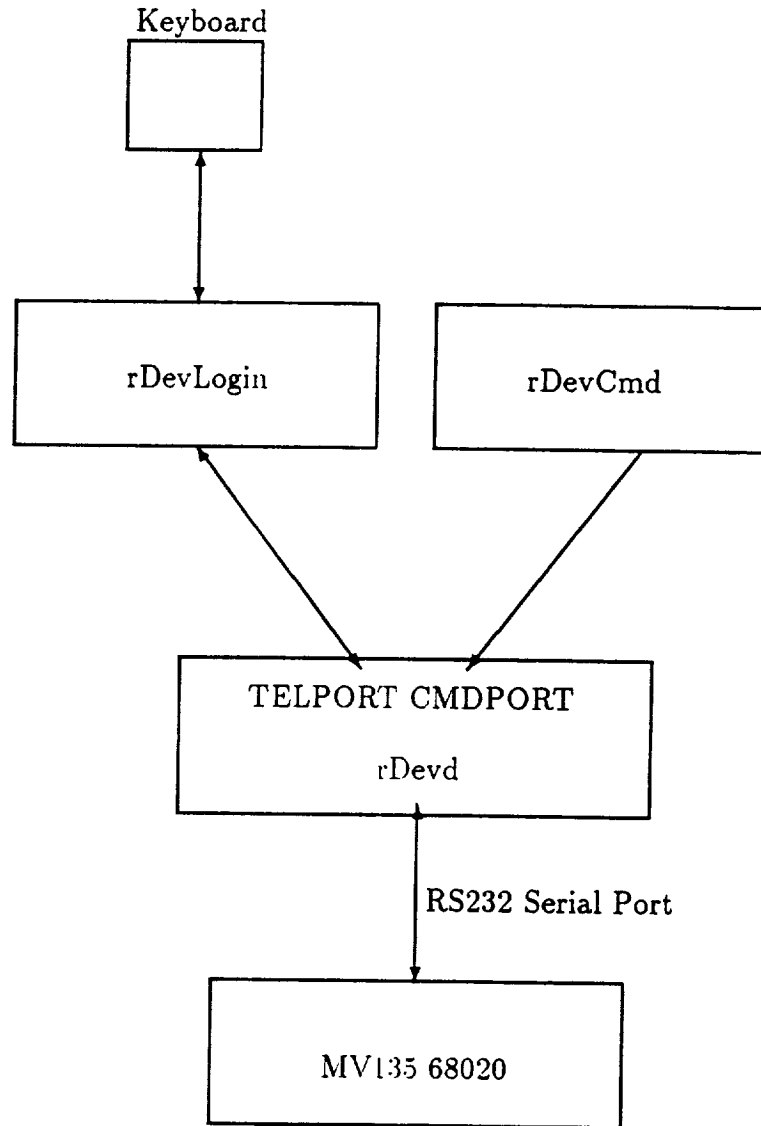 Keyboard
rDevLogin
rDevCmd
TELPORT CMDPORT
rDevd
RS232 Serial Port
MV135 68020